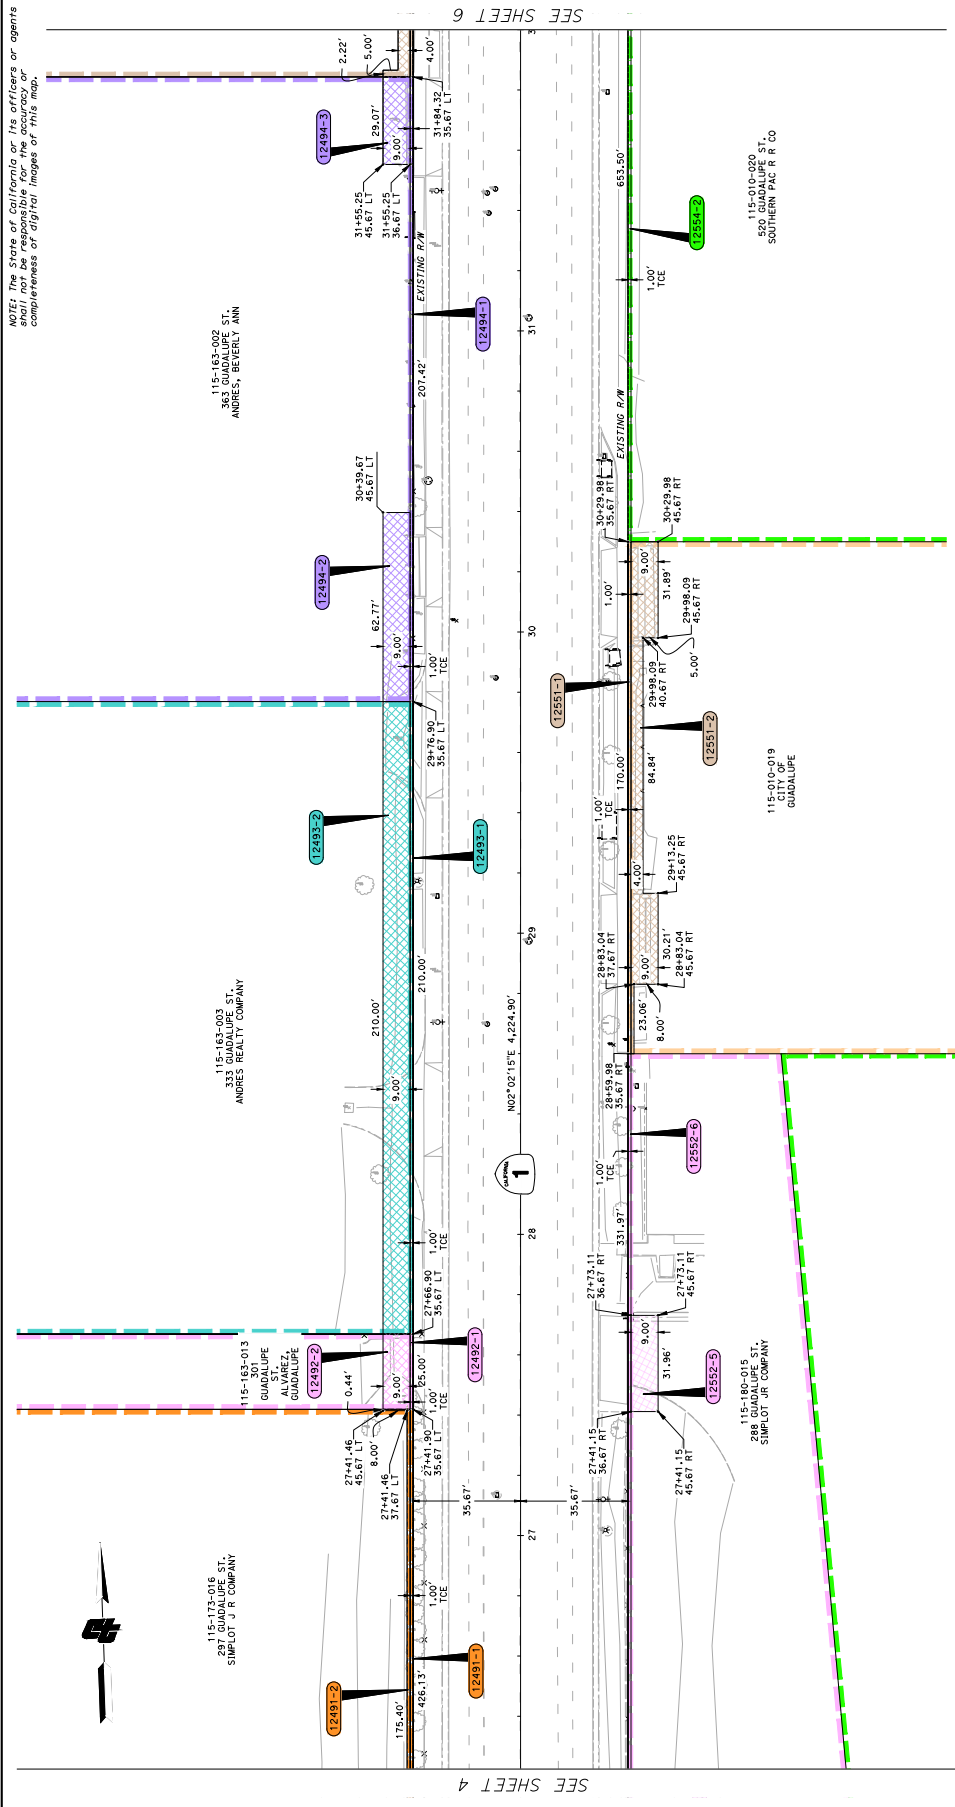 NOTE: The State of California or its officers or agents
shall not be responsible for the accuracy or
completeness of digital images of this map.
SEE SHEET 6
2.22'
5.00'
4.00'
12494-3
29.07'
9.00'
31+84.32
35.67 LT
31+55.25
45.67 LT
31+55.25
36.67 LT
EXISTING R/W
12494-1
115-163-002
363 GUADALUPE ST.
ANDRES, BEVERLY ANN
207.42'
30+39.67
45.67 LT
12494-2
62.77'
9.00'
1.00'
TCE
29+76.90
35.67 LT
12493-2
12493-1
210.00'
210.00'
115-163-003
333 GUADALUPE ST.
ANDRES REALTY COMPANY
9.00'
1.00'
TCE
27+66.90
35.67 LT
115-163-013
301
GUADALUPE
ST.
ALVAREZ,
GUADALUPE
12492-2
12492-1
0.44'
9.00'
25.00'
1.00'
TCE
27+41.46
45.67 LT
8.00'
27+41.46
37.67 LT
27+41.90
35.67 LT
115-173-016
297 GUADALUPE ST.
SIMPLOT J R COMPANY
1.00'
TCE
12491-2
12491-1
175.40'
426.13'
31
30
29
28
27
N02°02'15"E 4,224.90'
CALIFORNIA
1
35.67'
35.67'
653.50'
12554-2
1.00'
TCE
115-010-020
520 GUADALUPE ST.
SOUTHERN PAC R R CO
EXISTING R/W
30+29.98
35.67 RT
30+29.98
45.67 RT
9.00'
1.00'
31.89'
29+98.09
45.67 RT
5.00'
29+98.09
40.67 RT
12551-1
12551-2
170.00'
84.84'
1.00'
TCE
115-010-019
CITY OF
GUADALUPE
4.00'
29+13.25
45.67 RT
28+83.04
37.67 RT
9.00'
30.21'
28+83.04
45.67 RT
23.06'
8.00'
28+59.98
35.67 RT
12552-6
1.00'
TCE
331.97'
27+73.11
36.67 RT
27+73.11
45.67 RT
9.00'
31.96'
12552-5
115-180-015
288 GUADALUPE ST.
SIMPLOT JR COMPANY
27+41.15
36.67 RT
27+41.15
45.67 RT
SEE SHEET 4